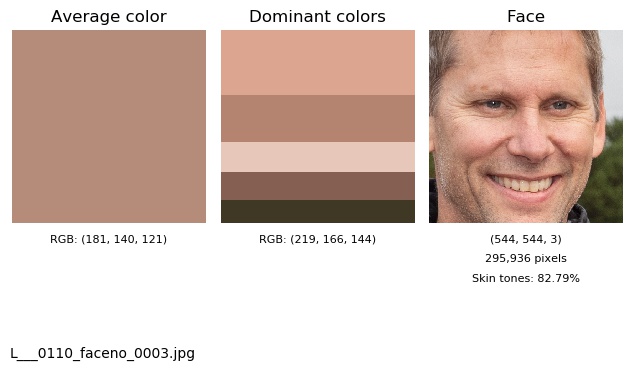 Average color
Dominant colors
Face
RGB: (181, 140, 121)
RGB: (219, 166, 144)
(544, 544, 3)
295,936 pixels
Skin tones: 82.79%
L___0110_faceno_0003.jpg